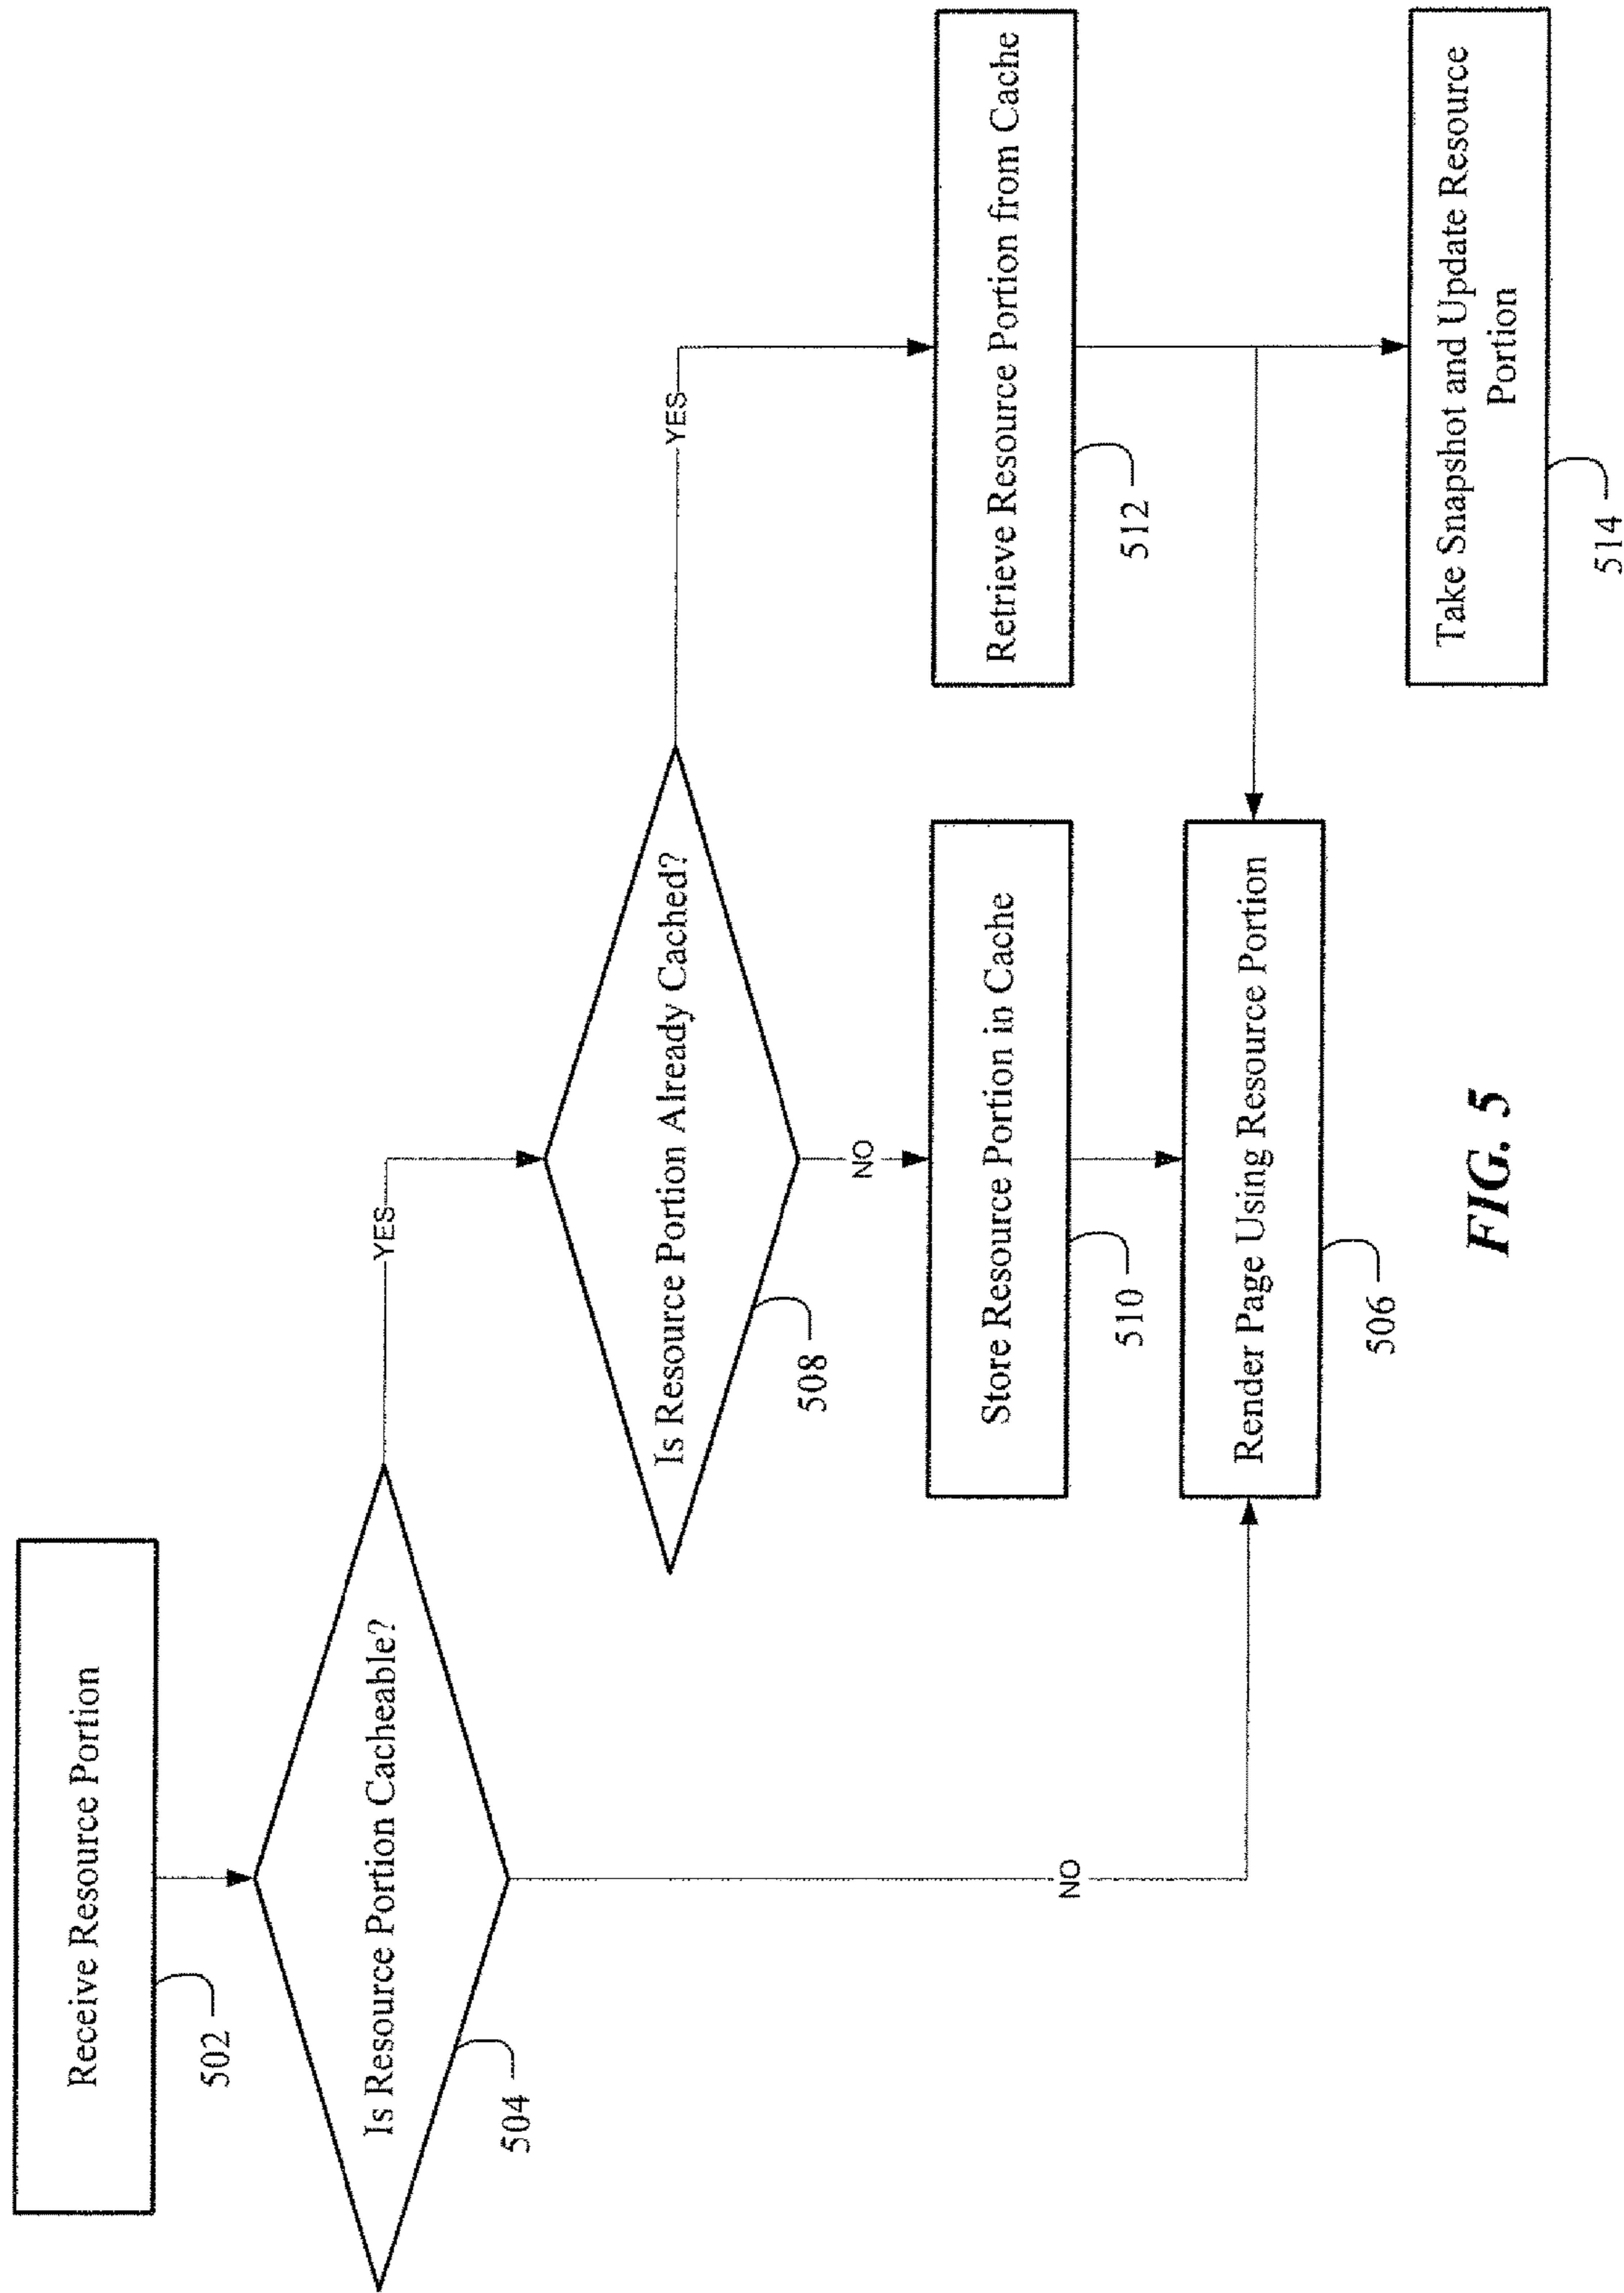 Receive Resource Portion
502
Is Resource Portion Cacheable?
504
YES
NO
Is Resource Portion Already Cached?
508
YES
NO
Store Resource Portion in Cache
510
Retrieve Resource Portion from Cache
512
Render Page Using Resource Portion
506
Take Snapshot and Update Resource
Portion
514
FIG. 5